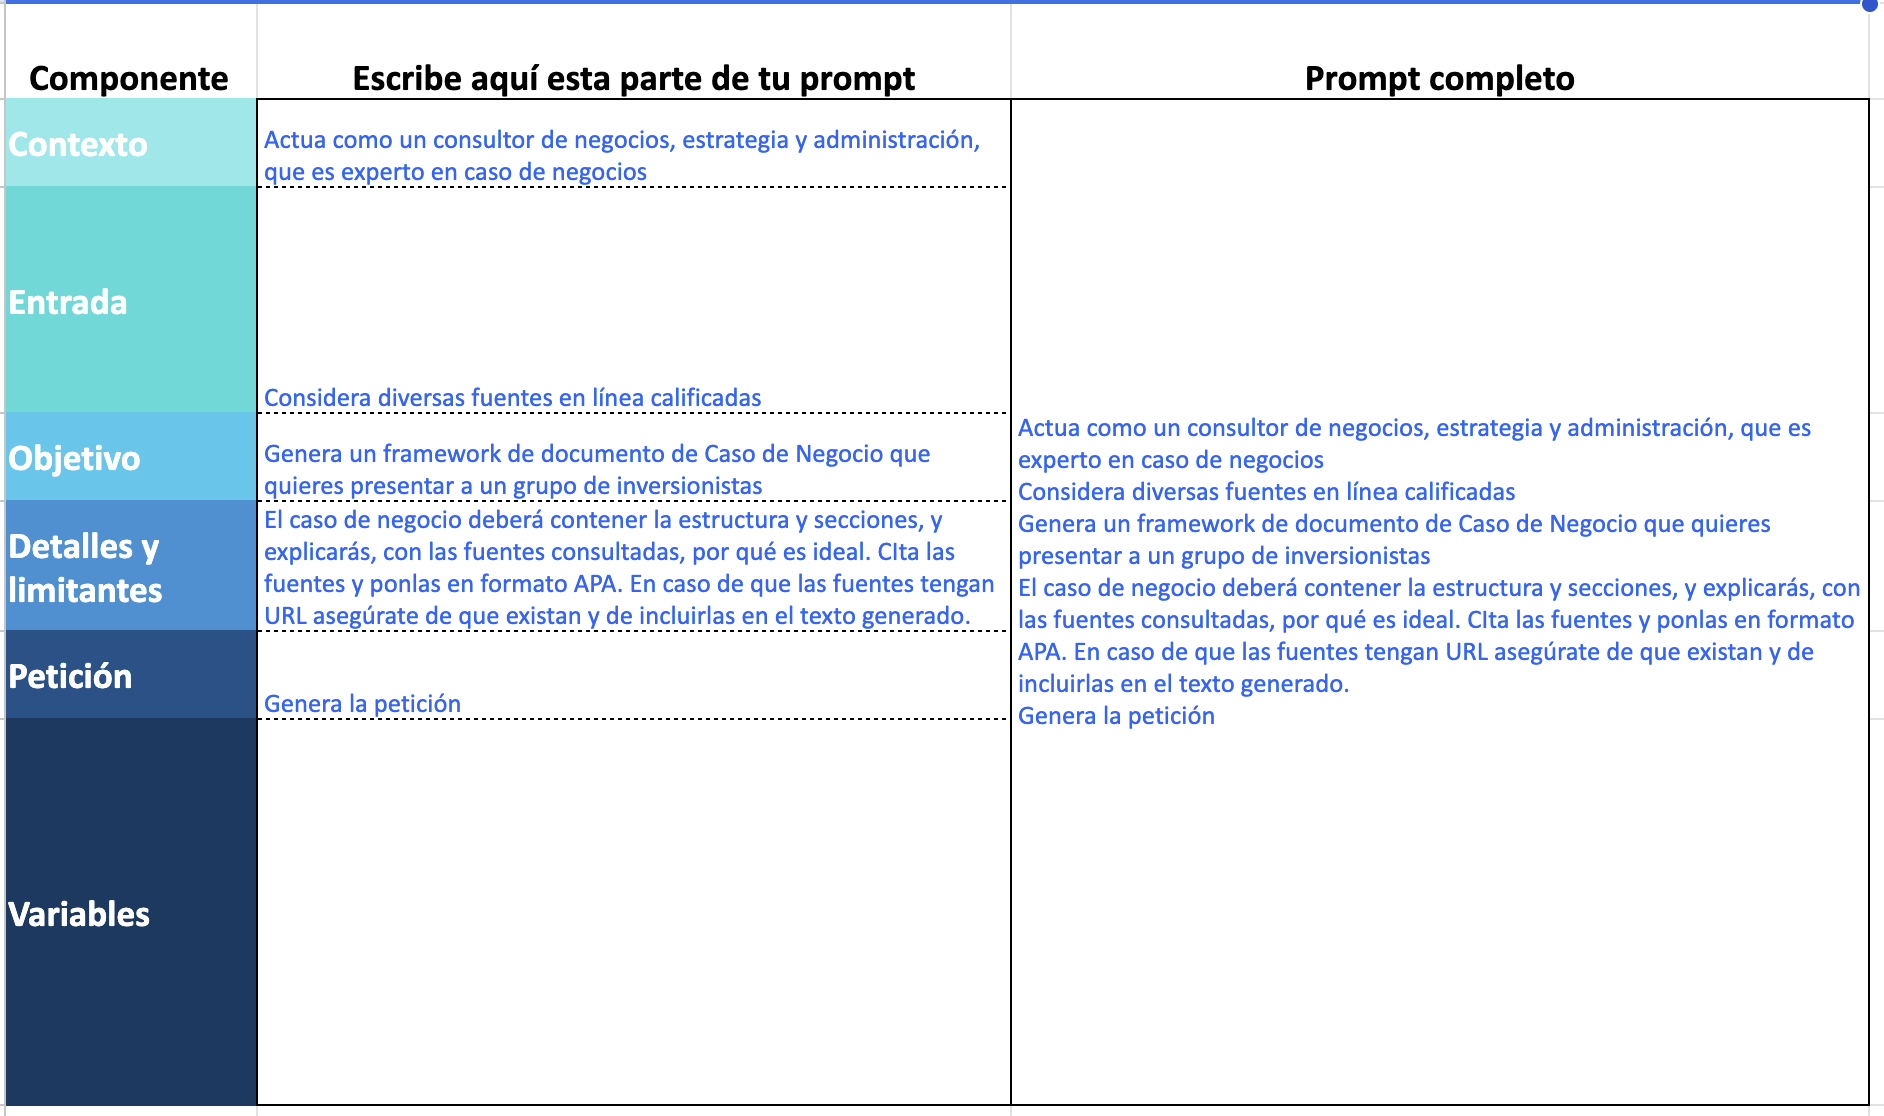 Componente
Escribe aquí esta parte de tu prompt
Prompt completo
Contexto
Actua como un consultor de negocios, estrategia y administración,
que es experto en caso de negocios
Entrada
Considera diversas fuentes en línea calificadas
Objetivo
Genera un framework de documento de Caso de Negocio que
quieres presentar a un grupo de inversionistas
Detalles y
limitantes
El caso de negocio deberá contener la estructura y secciones, y
explicarás, con las fuentes consultadas, por qué es ideal. CIta las
fuentes y ponlas en formato APA. En caso de que las fuentes tengan
URL asegúrate de que existan y de incluirlas en el texto generado.
Petición
Genera la petición
Variables
Actua como un consultor de negocios, estrategia y administración, que es
experto en caso de negocios
Considera diversas fuentes en línea calificadas
Genera un framework de documento de Caso de Negocio que quieres
presentar a un grupo de inversionistas
El caso de negocio deberá contener la estructura y secciones, y explicarás, con
las fuentes consultadas, por qué es ideal. CIta las fuentes y ponlas en formato
APA. En caso de que las fuentes tengan URL asegúrate de que existan y de
incluirlas en el texto generado.
Genera la petición